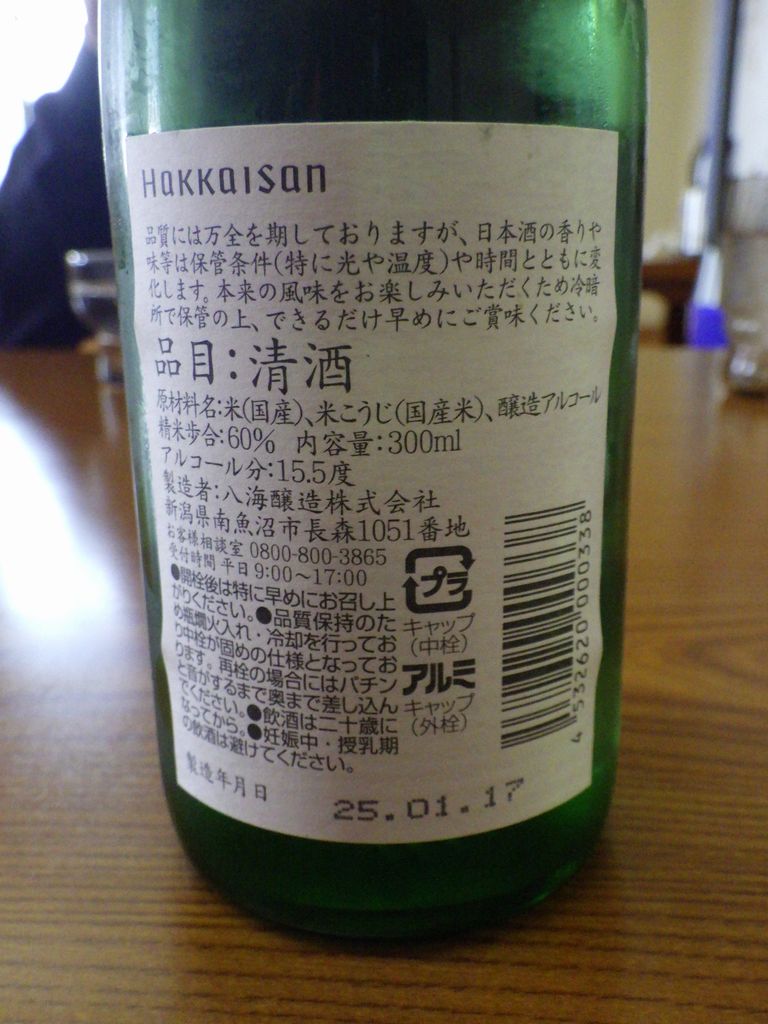 Hakkaisan
品質には万全を期しておりますが、日本酒の香りや
味等は保管条件(特に光や温度)や時間とともに変
化します。本来の風味をお楽しみいただくため冷暗
所で保管の上、できるだけ早めにご賞味ください。
品目:清酒
原材料名:米(国産)、米こうじ(国産米)、醸造アルコール
精米歩合:60% 内容量:300ml
アルコール分:15.5度
製造者:八海醸造株式会社
新潟県南魚沼市長森1051番地
お客様相談室 0800-800-3865
受付時間 平日9:00～17:00
●開栓後は特に早めにお召し上
がりください。●品質保持のた
め瓶燗火入れ・冷却を行ってお
り中栓が固めの仕様となってお
ります。再栓の場合にはパチン
と音がするまで奥まで差し込ん
でください。●飲酒は二十歳に
なってから。●妊娠中・授乳期
の飲酒は避けてください。
プラ
キャップ
(中栓)
アルミ
キャップ
(外栓)
4 532620 000338
製造年月日
25.01.17